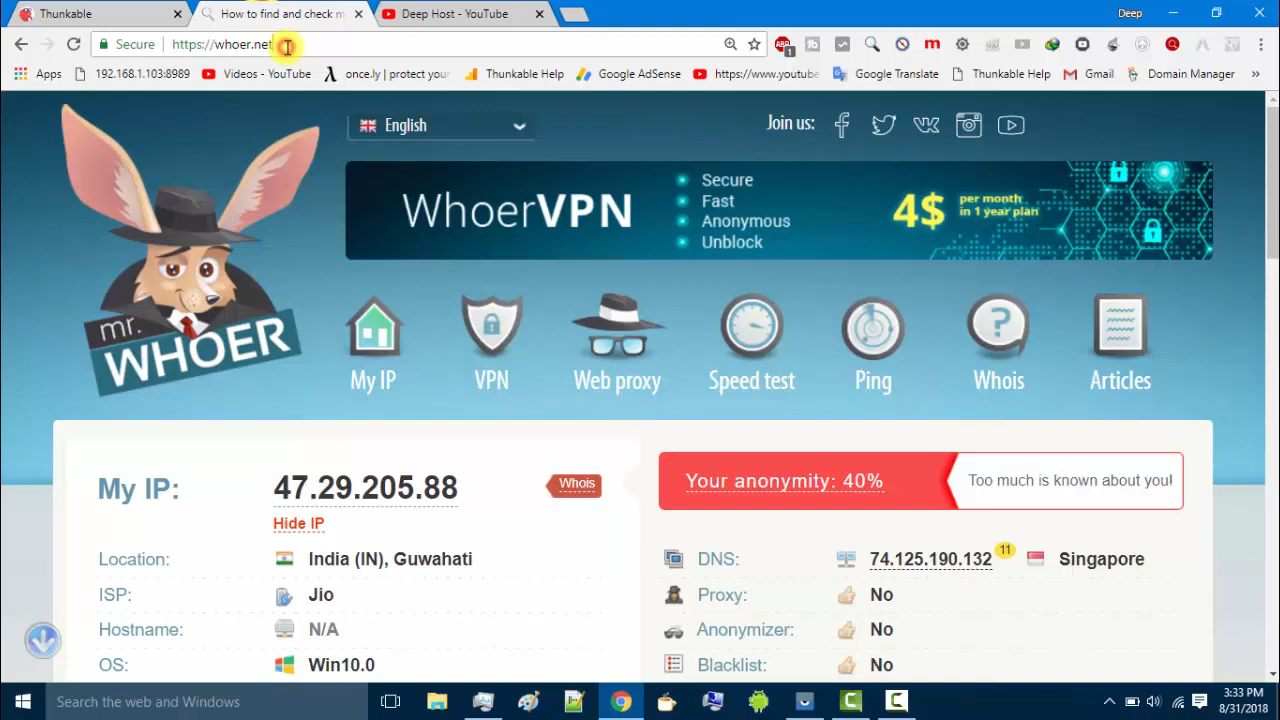 Thunkable
How to find and check m
Deep Host - YouTube
Deep
Secure
https://whoer.net
ABP
1
m
Apps
192.168.1.103:8983
Videos - YouTube
once.ly | protect your
Thunkable Help
Google AdSense
https://www.youtube
Google Translate
Thunkable Help
Gmail
Domain Manager
»
English
Join us:
WhoerVPN
Secure
Fast
Anonymous
Unblock
4$
per month
in 1 year plan
mr.
WHOER
My IP
VPN
Web proxy
Speed test
Ping
Whois
Articles
My IP:
47.29.205.88
Whois
Hide IP
Your anonymity: 40%
Too much is known about you!
Location:
India (IN), Guwahati
DNS:
74.125.190.132
11
Singapore
ISP:
Jio
Proxy:
No
Hostname:
N/A
Anonymizer:
No
OS:
Win10.0
Blacklist:
No
Search the web and Windows
3:33 PM
8/31/2018